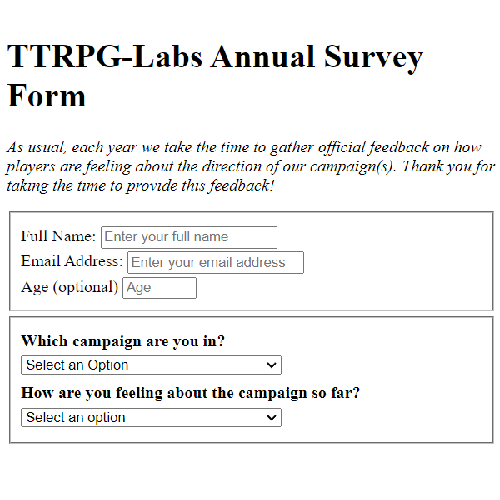 TTRPG-Labs Annual Survey
Form
As usual, each year we take the time to gather official feedback on how
players are feeling about the direction of our campaign(s). Thank you for
taking the time to provide this feedback!
Full Name: Enter your full name
Email Address: Enter your email address
Age (optional) Age
Which campaign are you in?
Select an Option
How are you feeling about the campaign so far?
Select an option